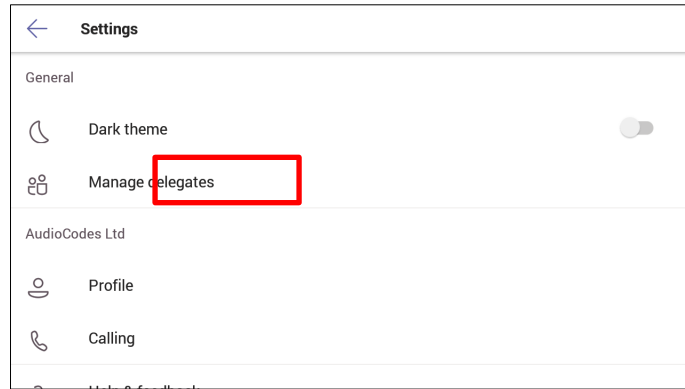 Settings
General
Dark theme
Manage delegates
AudioCodes Ltd
Profile
Calling